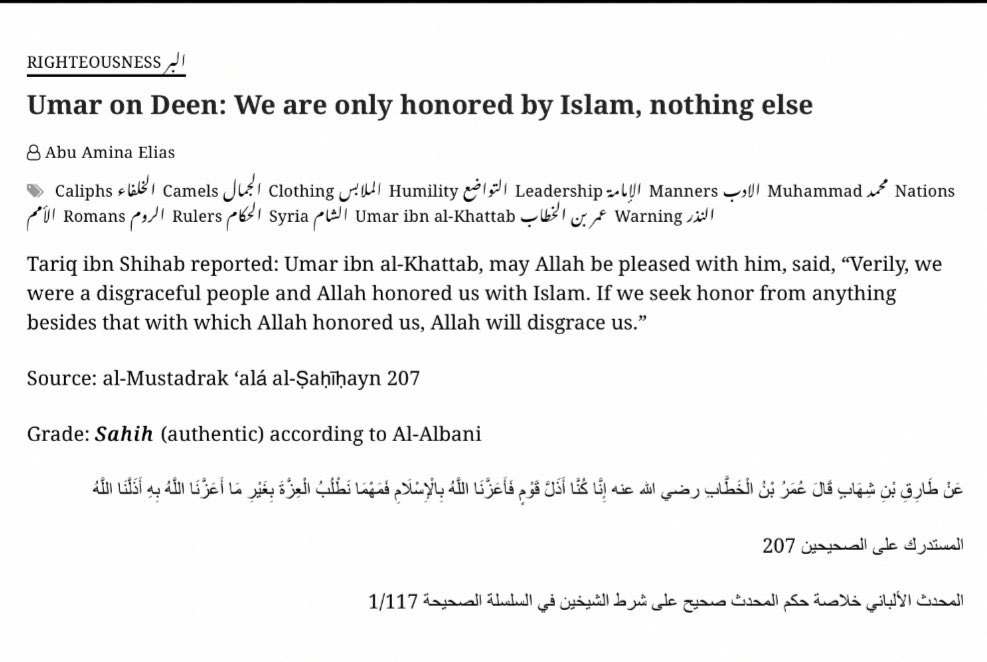 RIGHTEOUSNESS البر
Umar on Deen: We are only honored by Islam, nothing else
Abu Amina Elias
Caliphs الخلفاء Camels الجمال Clothing الملابس Humility التواضع Leadership الإمامة Manners الادب Muhammad محمد Nations
الأمم Romans الروم Rulers الحكام Syria الشام Umar ibn al-Khattab عمر بن الخطاب Warning النذر
Tariq ibn Shihab reported: Umar ibn al-Khattab, may Allah be pleased with him, said, “Verily, we
were a disgraceful people and Allah honored us with Islam. If we seek honor from anything
besides that with which Allah honored us, Allah will disgrace us.”
Source: al-Mustadrak ‘alá al-Ṣaḥīḥayn 207
Grade: Sahih (authentic) according to Al-Albani
عَنْ طَارِقِ بْنِ شِهَابٍ قَالَ عُمَرُ بْنُ الْخَطَّابِ رضي الله عنه إِنَّا كُنَّا أَذَلَّ قَوْمٍ فَأَعَزَّنَا اللَّهُ بِالْإِسْلَامِ فَمَهْمَا نَطْلُبُ الْعِزَّةَ بِغَيْرِ مَا أَعَزَّنَا اللَّهُ بِهِ أَذَلَّنَا اللَّهُ
207 المستدرك على الصحيحين
1/117 المحدث الألباني خلاصة حكم المحدث صحيح على شرط الشيخين في السلسلة الصحيحة